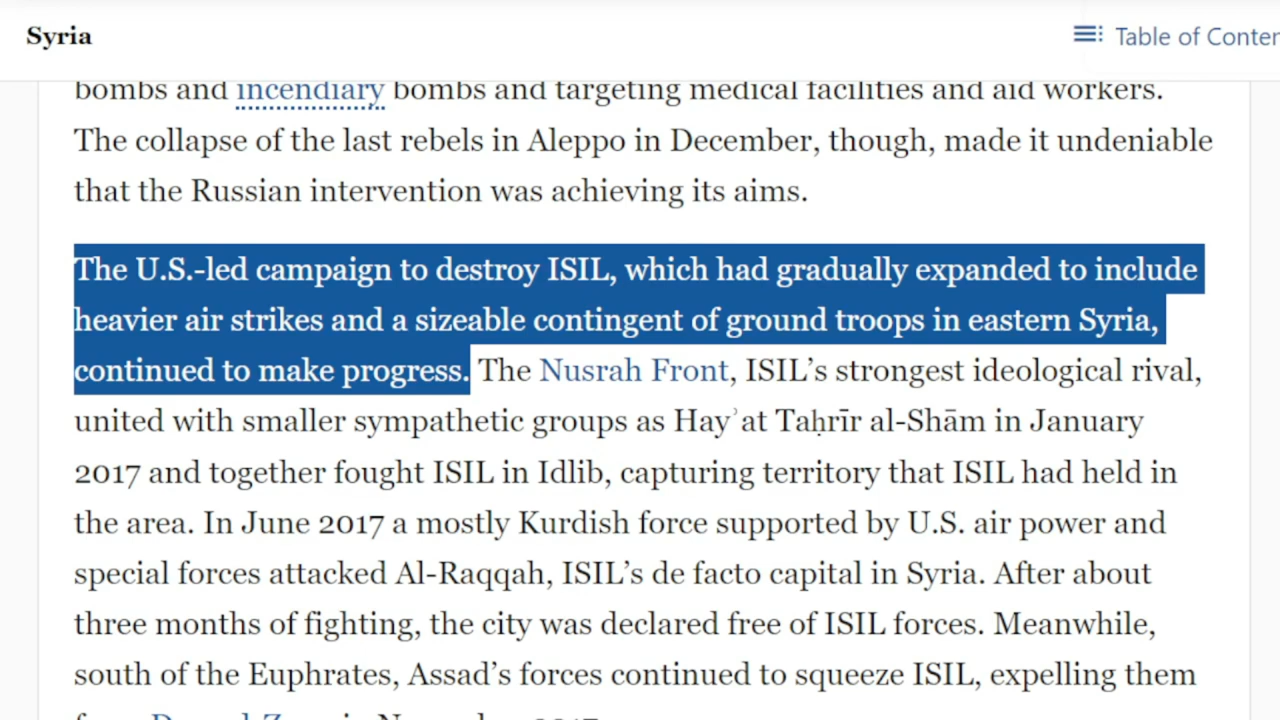 Syria
Table of Conten
bombs and incendiary bombs and targeting medical facilities and aid workers.
The collapse of the last rebels in Aleppo in December, though, made it undeniable
that the Russian intervention was achieving its aims.
The U.S.-led campaign to destroy ISIL, which had gradually expanded to include
heavier air strikes and a sizeable contingent of ground troops in eastern Syria,
continued to make progress. The Nusrah Front, ISIL’s strongest ideological rival,
united with smaller sympathetic groups as Hayʾat Taḥrīr al-Shām in January
2017 and together fought ISIL in Idlib, capturing territory that ISIL had held in
the area. In June 2017 a mostly Kurdish force supported by U.S. air power and
special forces attacked Al-Raqqah, ISIL’s de facto capital in Syria. After about
three months of fighting, the city was declared free of ISIL forces. Meanwhile,
south of the Euphrates, Assad’s forces continued to squeeze ISIL, expelling them